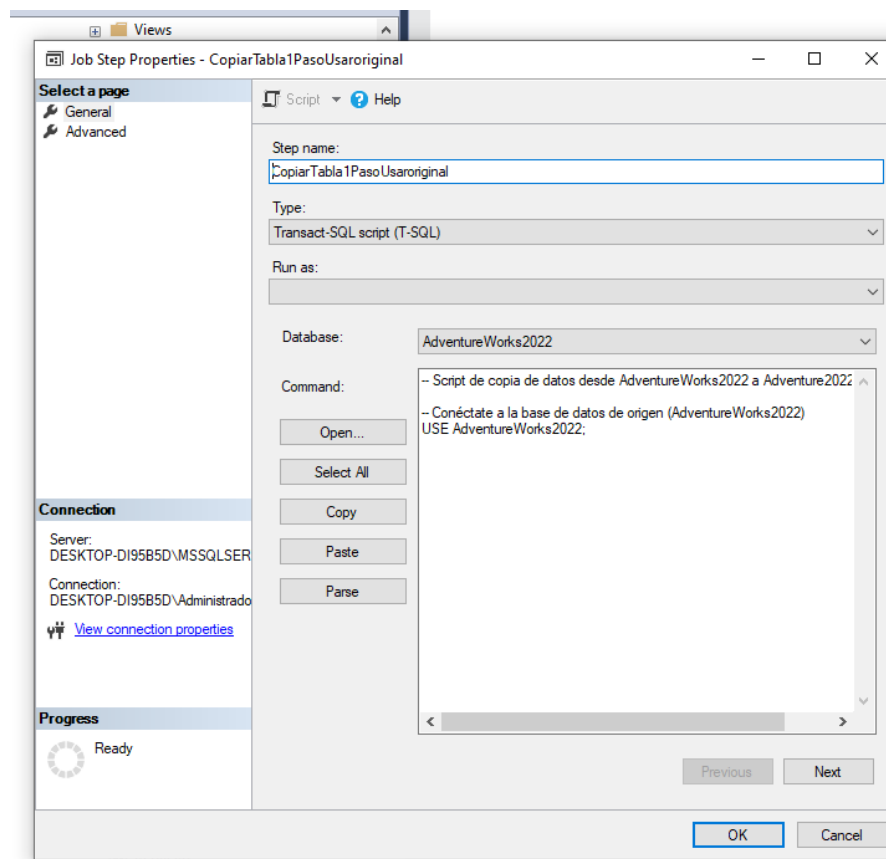 Views
Job Step Properties - CopiarTabla1PasoUsaroriginal
Select a page
General
Advanced
Script
Help
Step name:
CopiarTabla1PasoUsaroriginal
Type:
Transact-SQL script (T-SQL)
Run as:
Database:
AdventureWorks2022
Command:
-- Script de copia de datos desde AdventureWorks2022 a Adventure2022
-- Conéctate a la base de datos de origen (AdventureWorks2022)
USE AdventureWorks2022;
Open...
Select All
Copy
Paste
Parse
Connection
Server:
DESKTOP-DI95B5D\MSSQLSER
Connection:
DESKTOP-DI95B5D\Administrado
View connection properties
Progress
Ready
Previous
Next
OK
Cancel